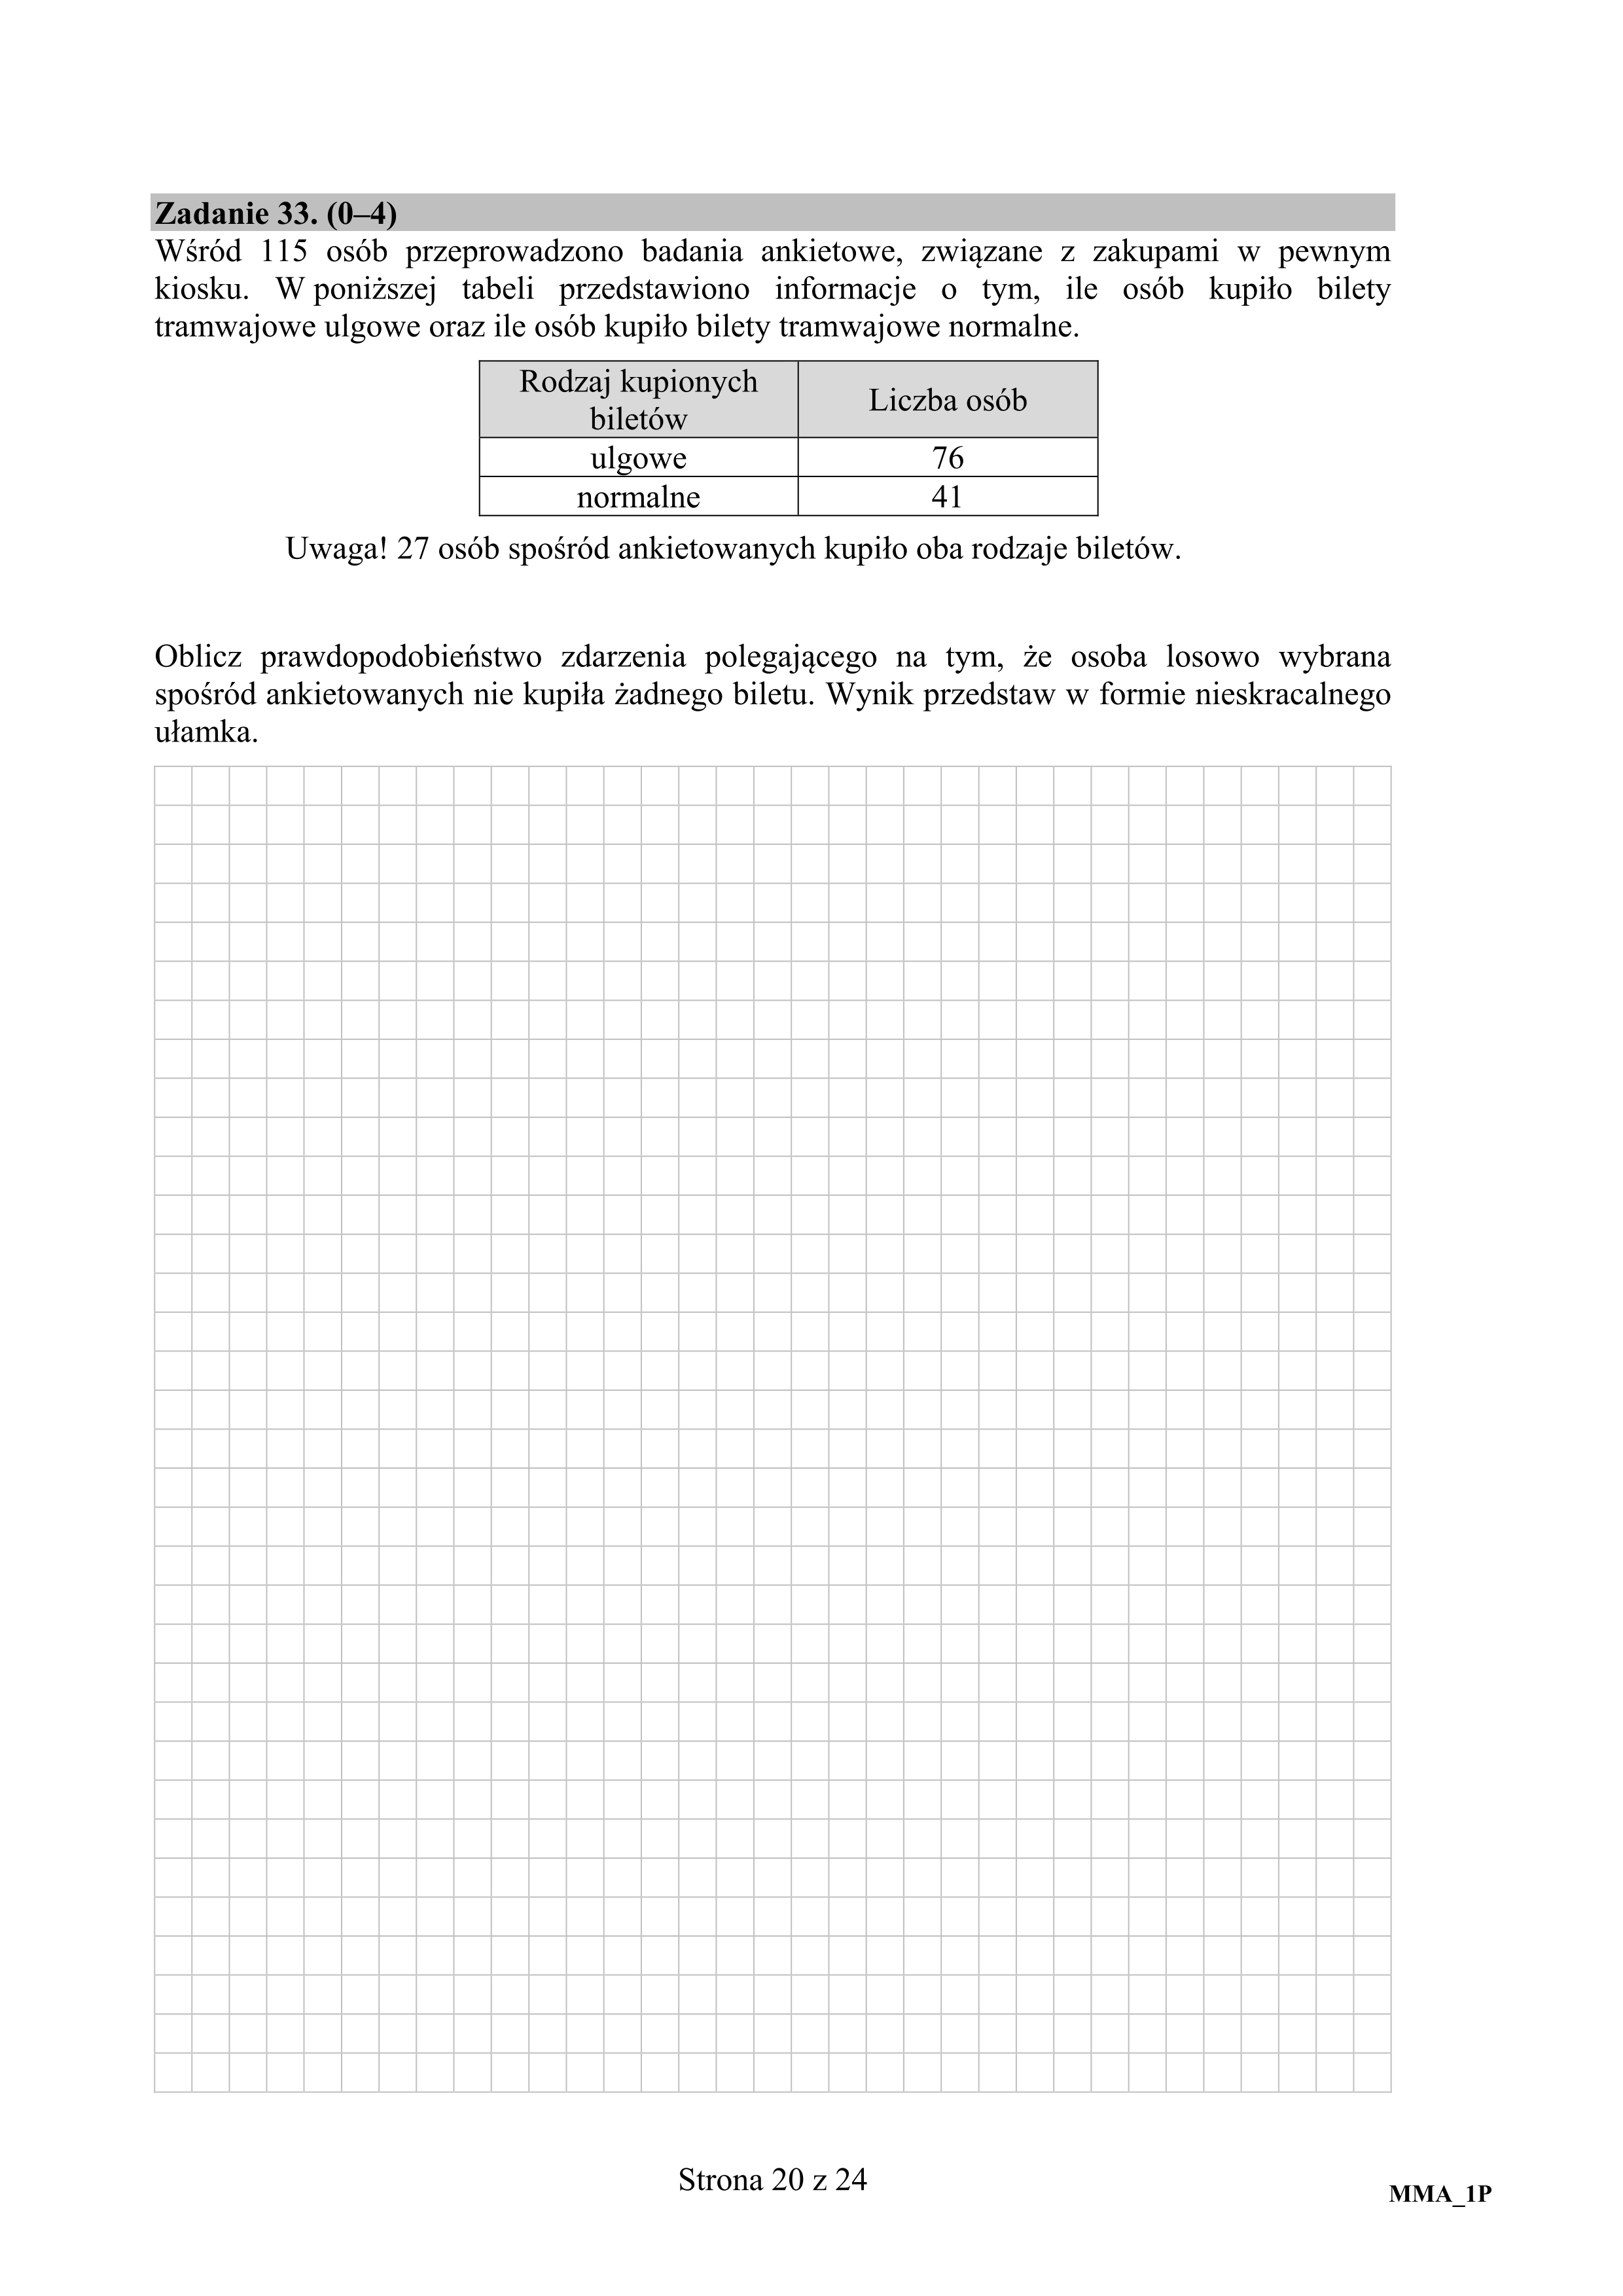 Zadanie 33. (0–4)
Wśród 115 osób przeprowadzono badania ankietowe, związane z zakupami w pewnym
kiosku. W poniższej tabeli przedstawiono informacje o tym, ile osób kupiło bilety
tramwajowe ulgowe oraz ile osób kupiło bilety tramwajowe normalne.
Rodzaj kupionych
biletów
Liczba osób
ulgowe 76
normalne 41
Uwaga! 27 osób spośród ankietowanych kupiło oba rodzaje biletów.
Oblicz prawdopodobieństwo zdarzenia polegającego na tym, że osoba losowo wybrana
spośród ankietowanych nie kupiła żadnego biletu. Wynik przedstaw w formie nieskracalnego
ułamka.
Strona 20 z 24
MMA_1P